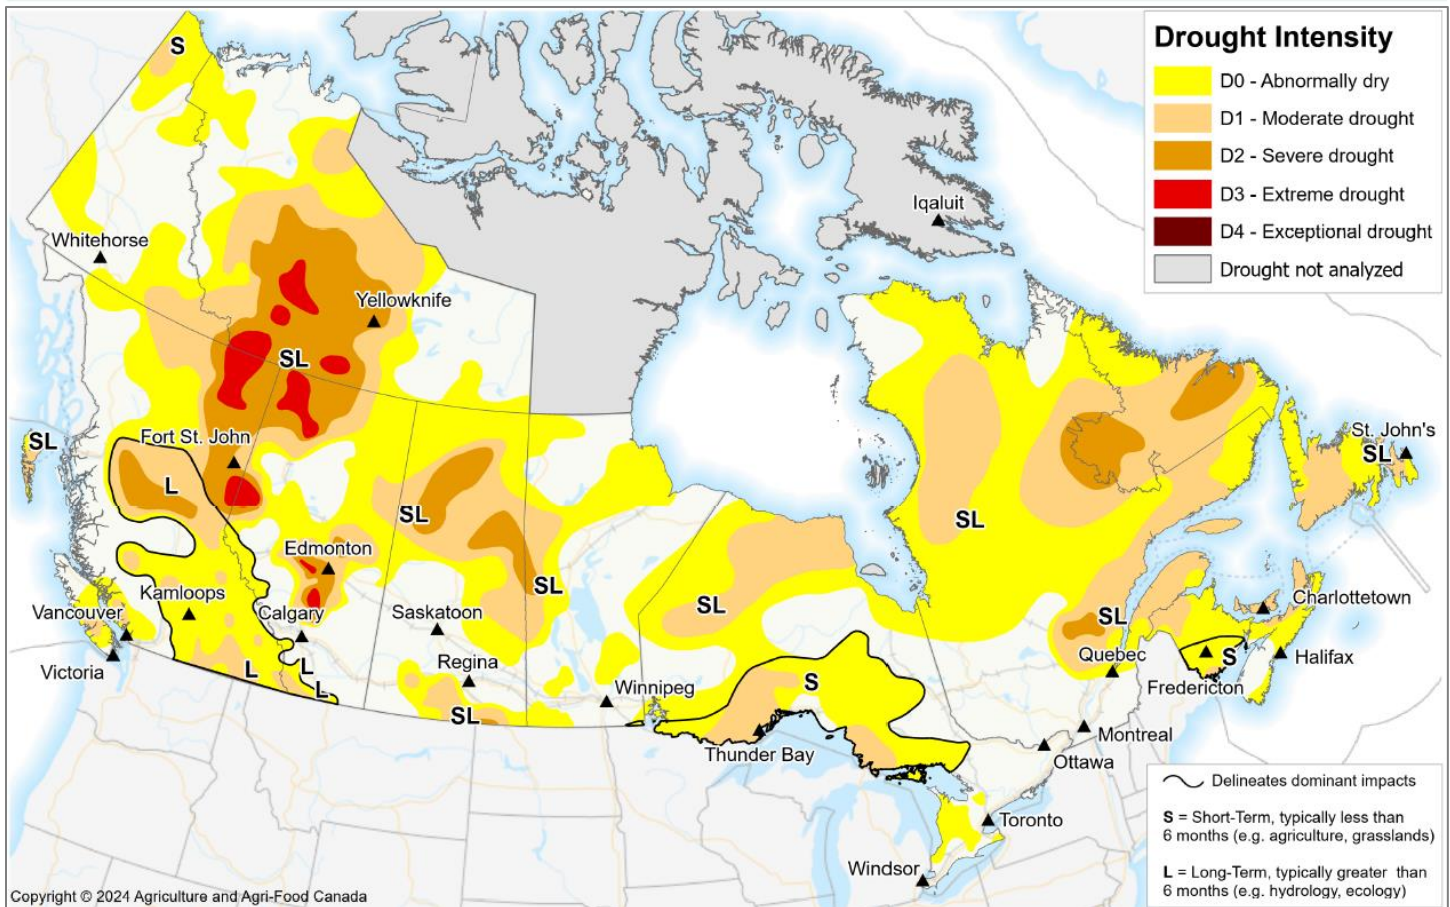 Drought Intensity
D0 - Abnormally dry
D1 - Moderate drought
D2 - Severe drought
D3 - Extreme drought
D4 - Exceptional drought
Drought not analyzed
S
Iqaluit
Whitehorse
Yellowknife
SL
Fort St. John
SL
L
St. John's
SL
SL
SL
Edmonton
SL
SL
Kamloops
Vancouver
Calgary
Saskatoon
Charlottetown
SL
Victoria
L
L
L
Regina
Quebec
Halifax
S
Fredericton
Winnipeg
S
SL
Thunder Bay
Montreal
Ottawa
Toronto
Windsor
Delineates dominant impacts
S = Short-Term, typically less than
6 months (e.g. agriculture, grasslands)
L = Long-Term, typically greater than
6 months (e.g. hydrology, ecology)
Copyright © 2024 Agriculture and Agri-Food Canada